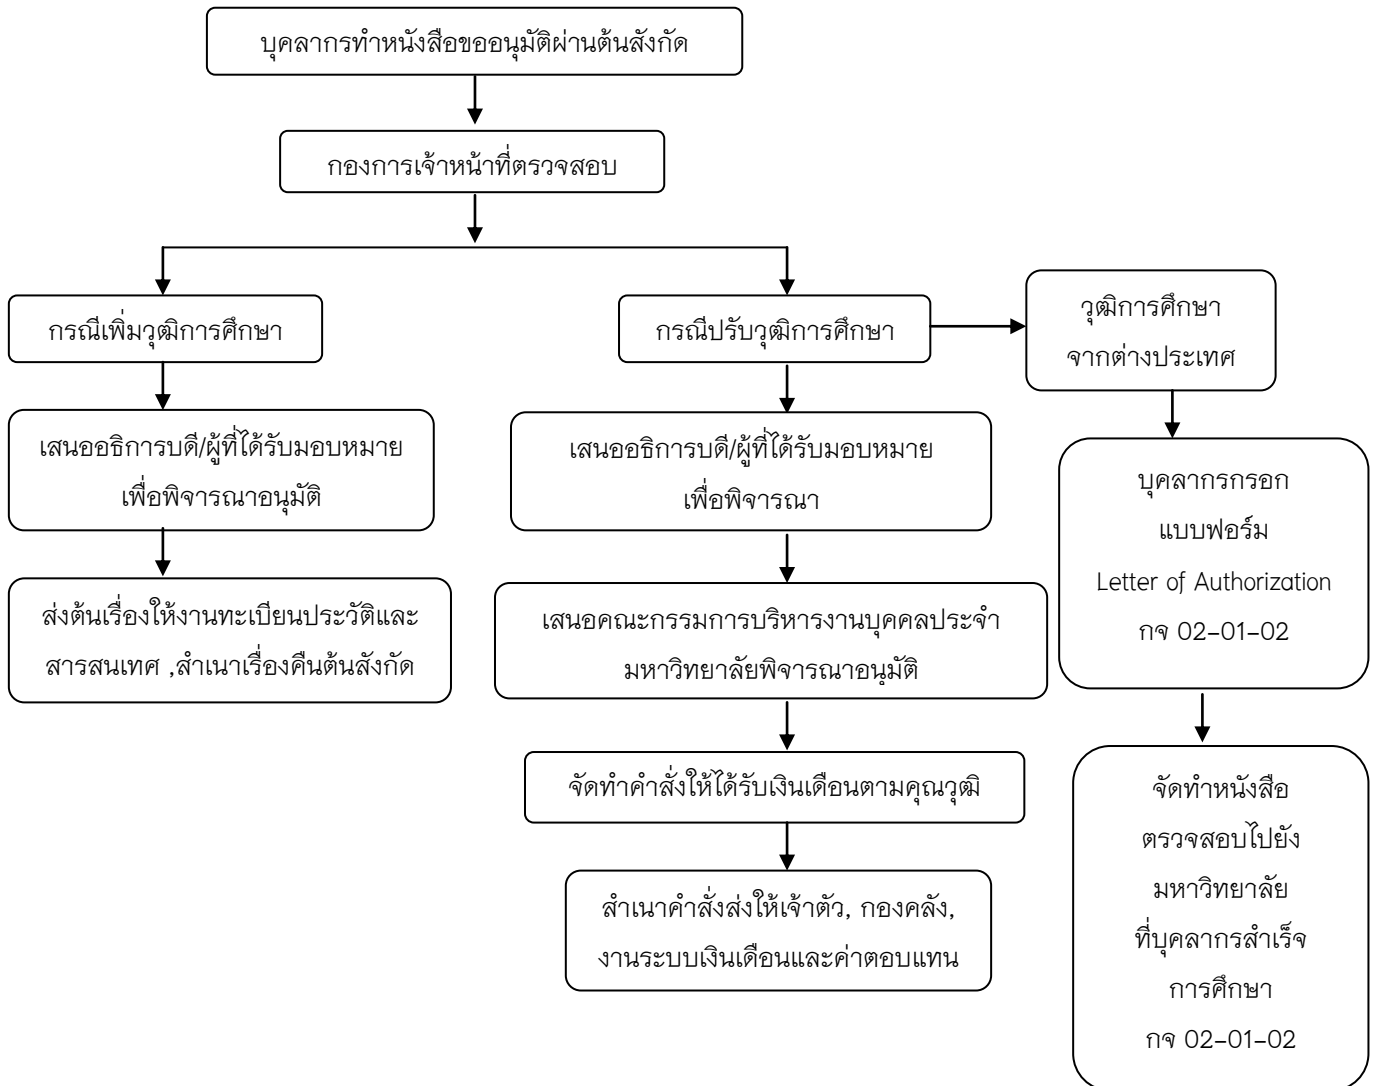 บุคลากรทำหนังสือขออนุมัติผ่านต้นสังกัด
กองการเจ้าหน้าที่ตรวจสอบ
กรณีเพิ่มวุฒิการศึกษา
เสนออธิการบดี/ผู้ที่ได้รับมอบหมาย
เพื่อพิจารณาอนุมัติ
ส่งต้นเรื่องให้งานทะเบียนประวัติและ
สารสนเทศ ,สำเนาเรื่องคืนต้นสังกัด
กรณีปรับวุฒิการศึกษา
เสนออธิการบดี/ผู้ที่ได้รับมอบหมาย
เพื่อพิจารณา
เสนอคณะกรรมการบริหารงานบุคคลประจำ
มหาวิทยาลัยพิจารณาอนุมัติ
จัดทำคำสั่งให้ได้รับเงินเดือนตามคุณวุฒิ
สำเนาคำสั่งส่งให้เจ้าตัว, กองคลัง,
งานระบบเงินเดือนและค่าตอบแทน
วุฒิการศึกษา
จากต่างประเทศ
บุคลากรกรอก
แบบฟอร์ม
Letter of Authorization
กจ 02-01-02
จัดทำหนังสือ
ตรวจสอบไปยัง
มหาวิทยาลัย
ที่บุคลากรสำเร็จ
การศึกษา
กจ 02-01-02